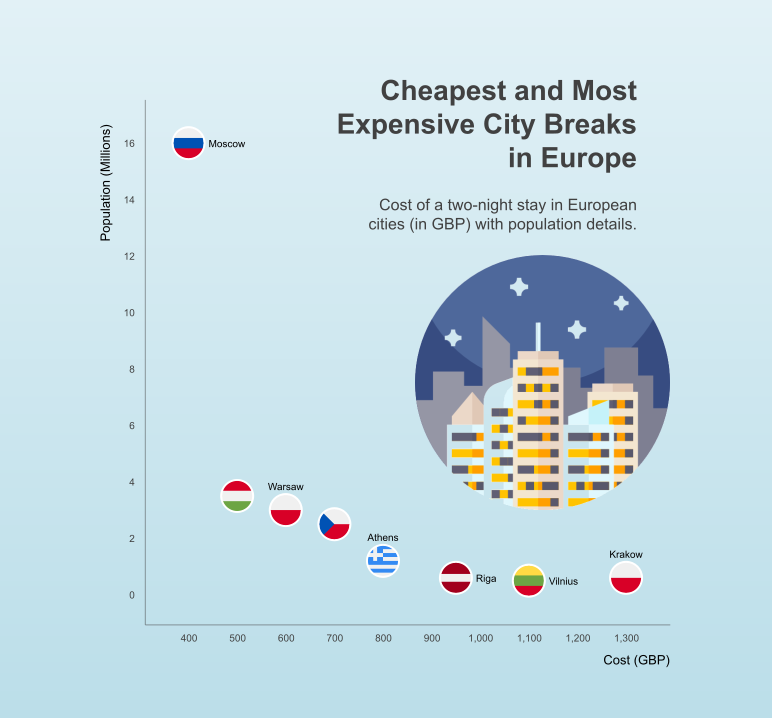 Cheapest and Most
Expensive City Breaks
in Europe
Cost of a two-night stay in European
cities (in GBP) with population details.
Population (Millions)
16
14
12
10
8
6
4
2
0
Moscow
Warsaw
Athens
Riga
Vilnius
Krakow
400 500 600 700 800 900 1,000 1,100 1,200 1,300
Cost (GBP)